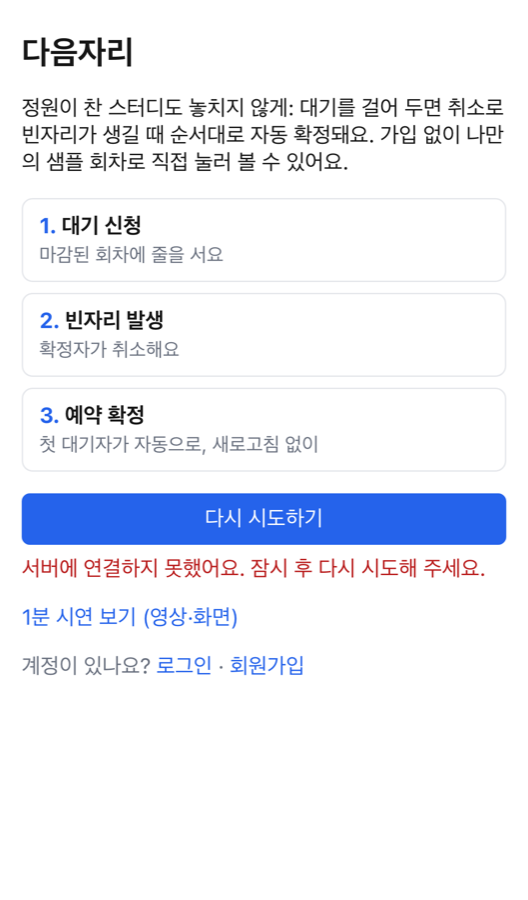 다음자리
정원이 찬 스터디도 놓치지 않게: 대기를 걸어 두면 취소로
빈자리가 생길 때 순서대로 자동 확정돼요. 가입 없이 나만
의 샘플 회차로 직접 눌러 볼 수 있어요.
1. 대기 신청
마감된 회차에 줄을 서요
2. 빈자리 발생
확정자가 취소해요
3. 예약 확정
첫 대기자가 자동으로, 새로고침 없이
다시 시도하기
서버에 연결하지 못했어요. 잠시 후 다시 시도해 주세요.
1분 시연 보기 (영상·화면)
계정이 있나요? 로그인 · 회원가입